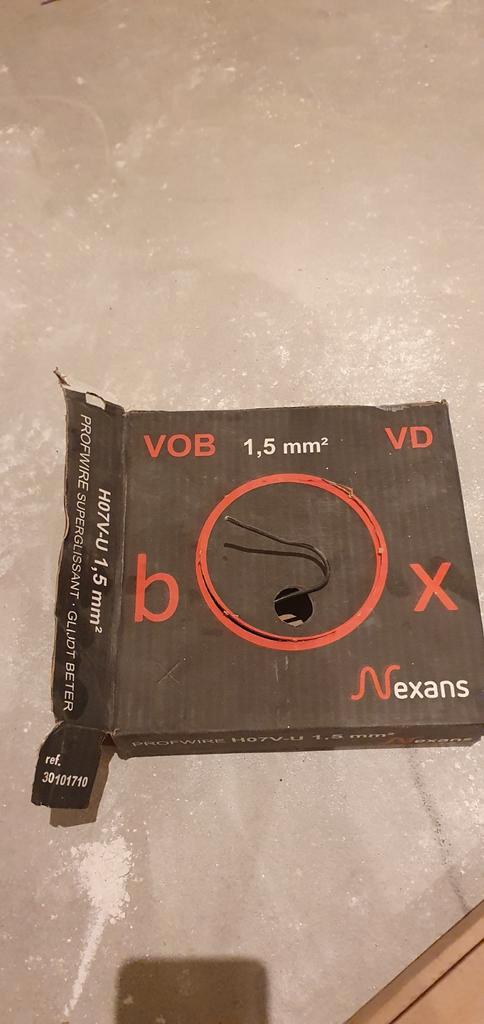 VOB 1,5 mm² VD
b x
Nexans
PROFWIRE H07V-U 1,5 mm² Nexans
H07V-U 1,5 mm²
PROFWIRE SUPERGLISSANT · GLIJDT BETER
ref.
30101710